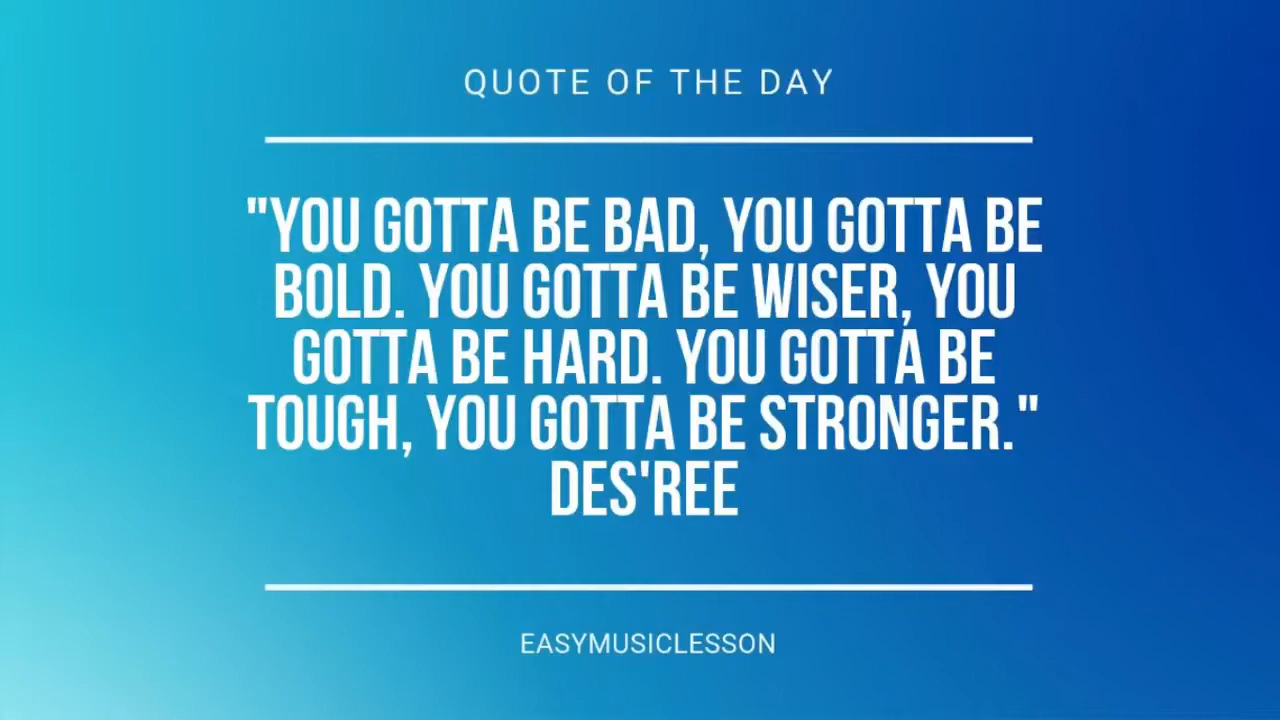 QUOTE OF THE DAY
"YOU GOTTA BE BAD, YOU GOTTA BE
BOLD. YOU GOTTA BE WISER, YOU
GOTTA BE HARD. YOU GOTTA BE
TOUGH, YOU GOTTA BE STRONGER."
DES'REE
EASYMUSICLESSON